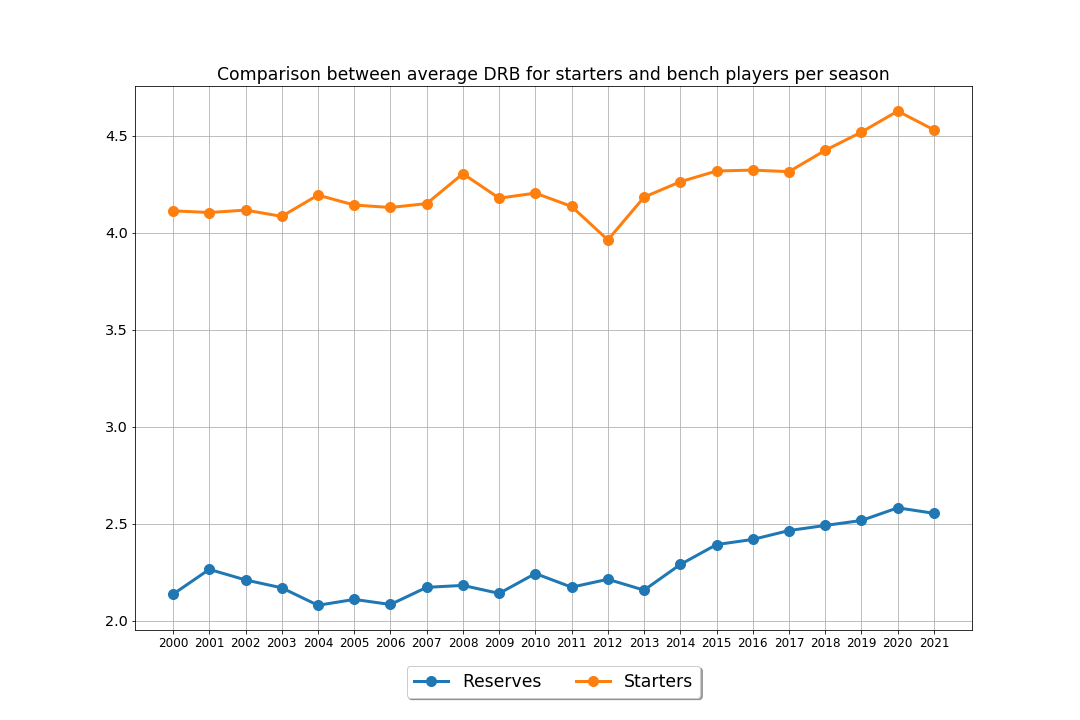 Comparison between average DRB for starters and bench players per season
4.5
4.0
3.5
3.0
2.5
2.0
2000 2001 2002 2003 2004 2005 2006 2007 2008 2009 2010 2011 2012 2013 2014 2015 2016 2017 2018 2019 2020 2021
Reserves Starters